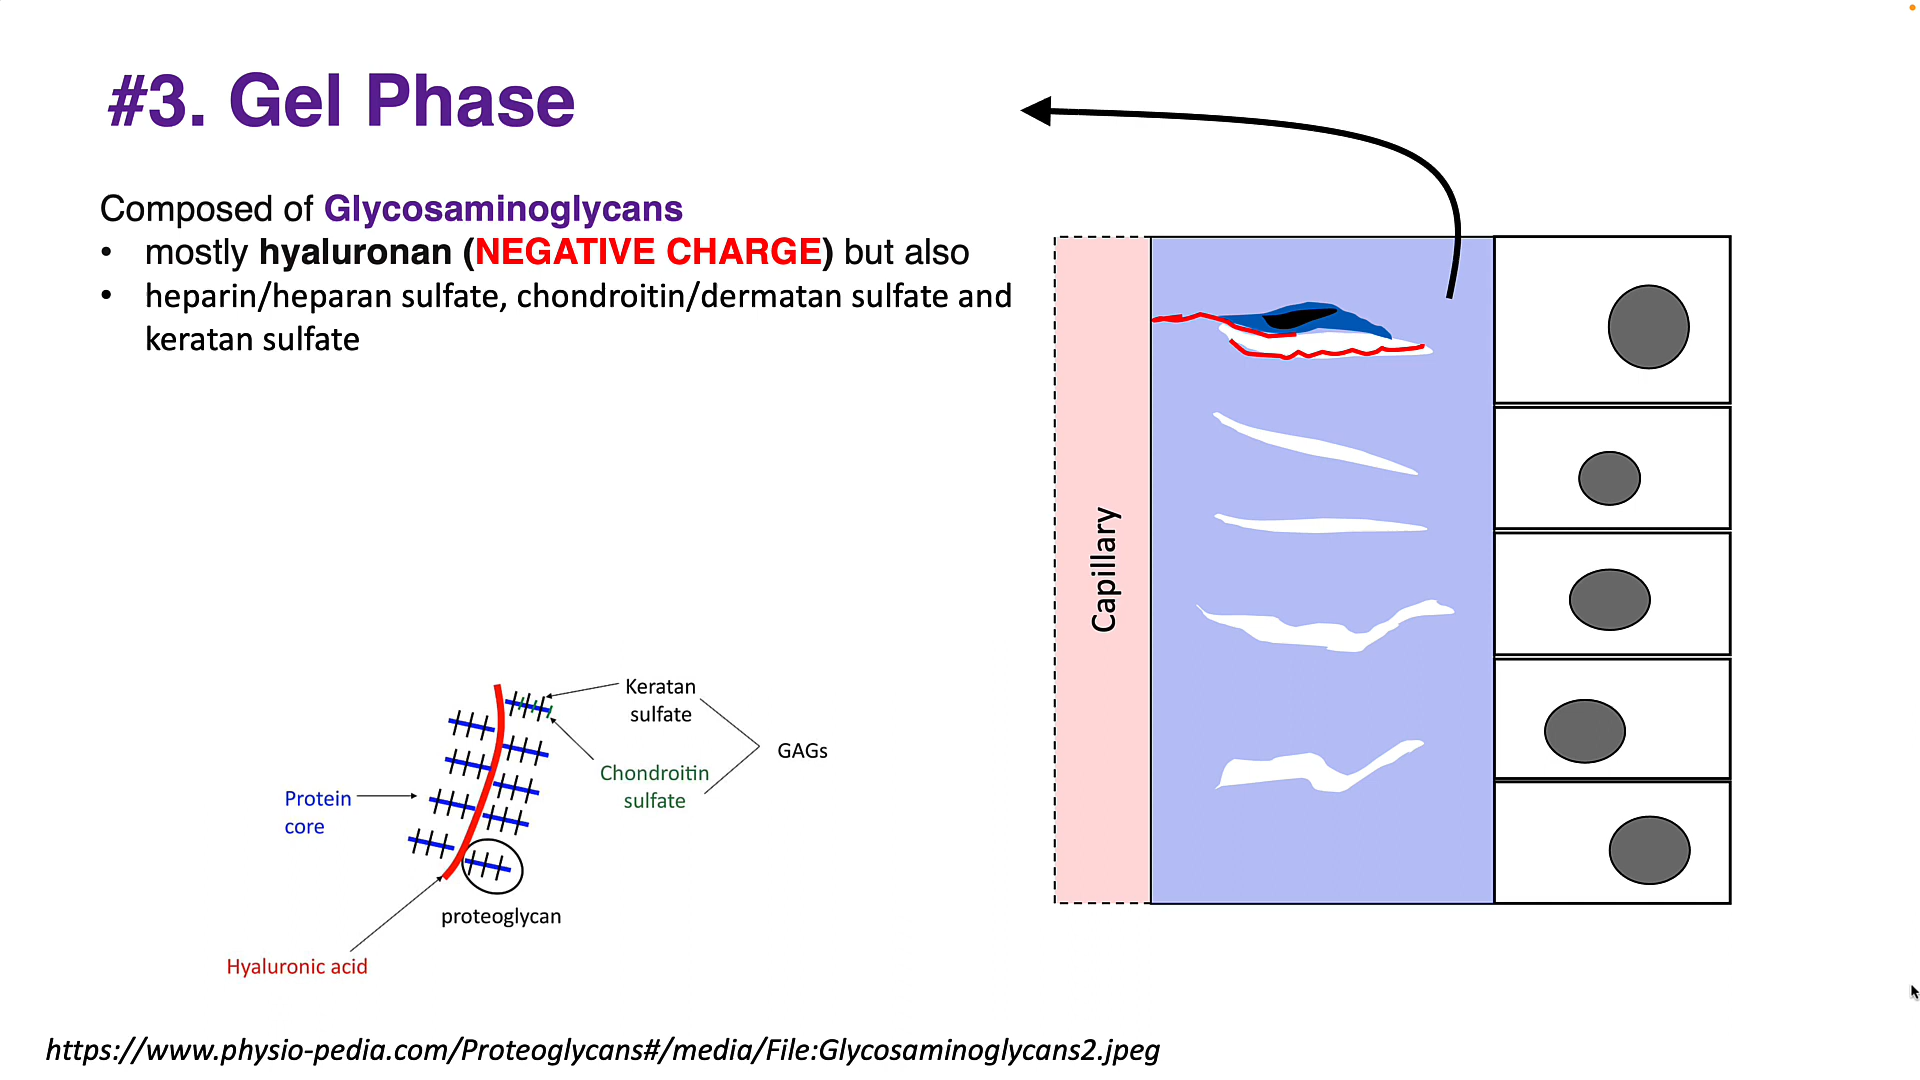 #3. Gel Phase
Composed of Glycosaminoglycans
• mostly hyaluronan (NEGATIVE CHARGE) but also
• heparin/heparan sulfate, chondroitin/dermatan sulfate and
keratan sulfate
Capillary
Keratan
sulfate
GAGs
Chondroitin
sulfate
Protein
core
proteoglycan
Hyaluronic acid
https://www.physio-pedia.com/Proteoglycans#/media/File:Glycosaminoglycans2.jpeg